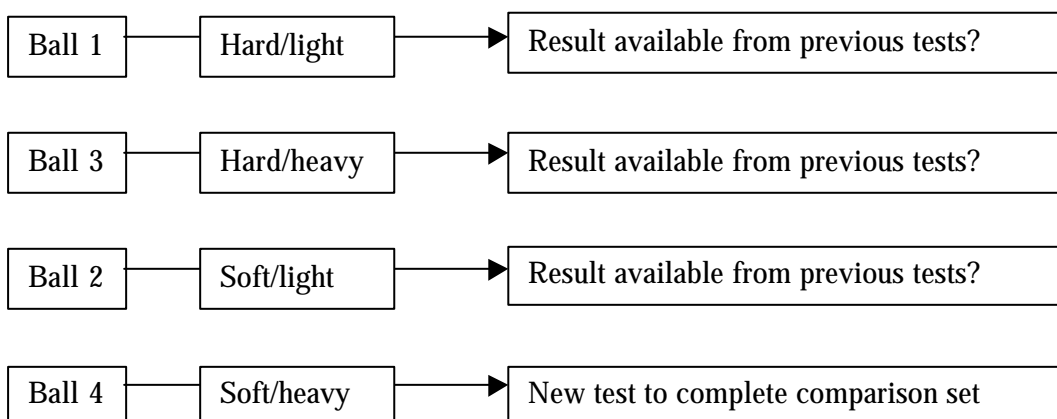 Ball 1 Hard/light Result available from previous tests?
Ball 3 Hard/heavy Result available from previous tests?
Ball 2 Soft/light Result available from previous tests?
Ball 4 Soft/heavy New test to complete comparison set